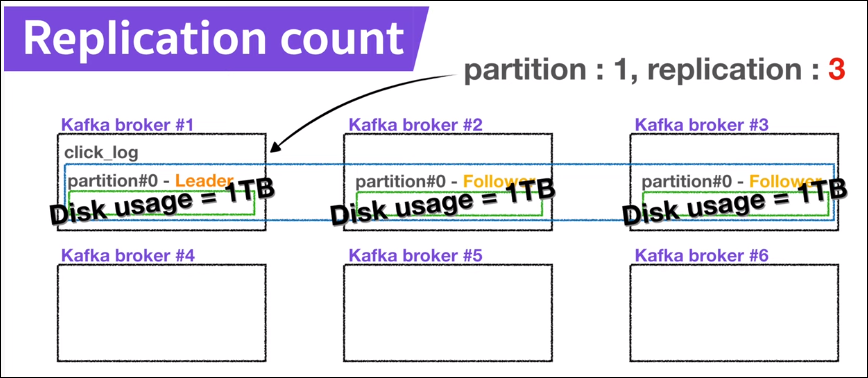 Replication count
partition : 1, replication : 3
Kafka broker #1
Kafka broker #2
Kafka broker #3
click_log
partition#0 - Leader
partition#0 - Follower
partition#0 - Follower
Disk usage = 1TB
Disk usage = 1TB
Disk usage = 1TB
Kafka broker #4
Kafka broker #5
Kafka broker #6